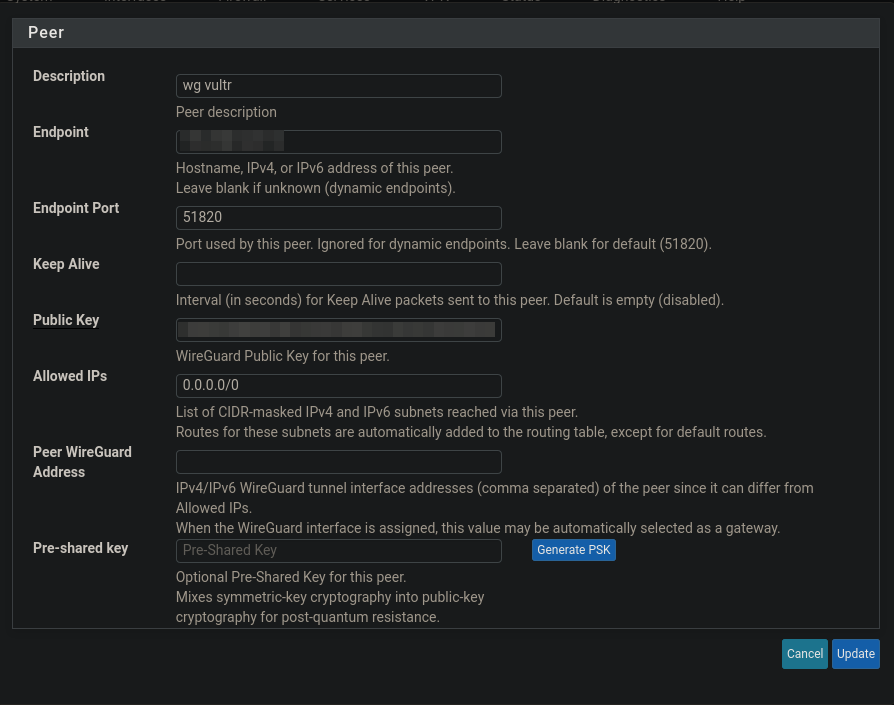 Peer
Description
wg vultr
Peer description
Endpoint
Hostname, IPv4, or IPv6 address of this peer.
Leave blank if unknown (dynamic endpoints).
Endpoint Port
51820
Port used by this peer. Ignored for dynamic endpoints. Leave blank for default (51820).
Keep Alive
Interval (in seconds) for Keep Alive packets sent to this peer. Default is empty (disabled).
Public Key
WireGuard Public Key for this peer.
Allowed IPs
0.0.0.0/0
List of CIDR-masked IPv4 and IPv6 subnets reached via this peer.
Routes for these subnets are automatically added to the routing table, except for default routes.
Peer WireGuard
Address
IPv4/IPv6 WireGuard tunnel interface addresses (comma separated) of the peer since it can differ from
Allowed IPs.
When the WireGuard interface is assigned, this value may be automatically selected as a gateway.
Pre-shared key
Pre-Shared Key
Generate PSK
Optional Pre-Shared Key for this peer.
Mixes symmetric-key cryptography into public-key
cryptography for post-quantum resistance.
Cancel
Update